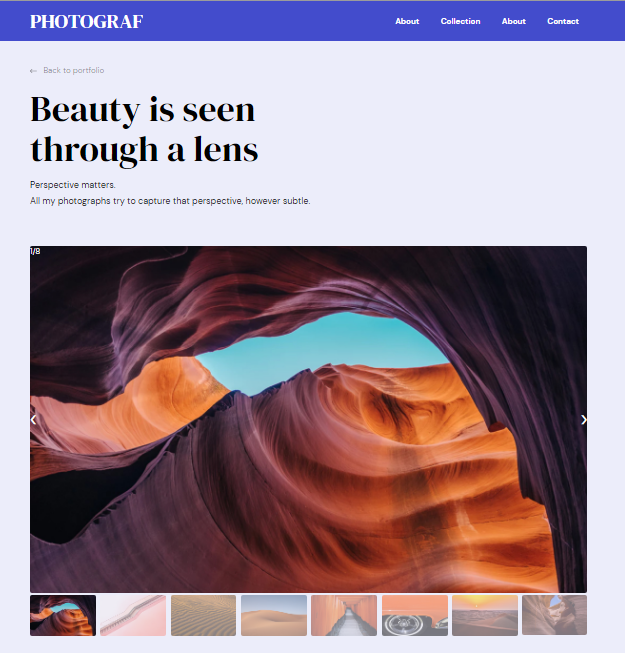 PHOTOGRAF
About Collection About Contact
← Back to portfolio
Beauty is seen
through a lens
Perspective matters.
All my photographs try to capture that perspective, however subtle.
1/8
❮ ❯